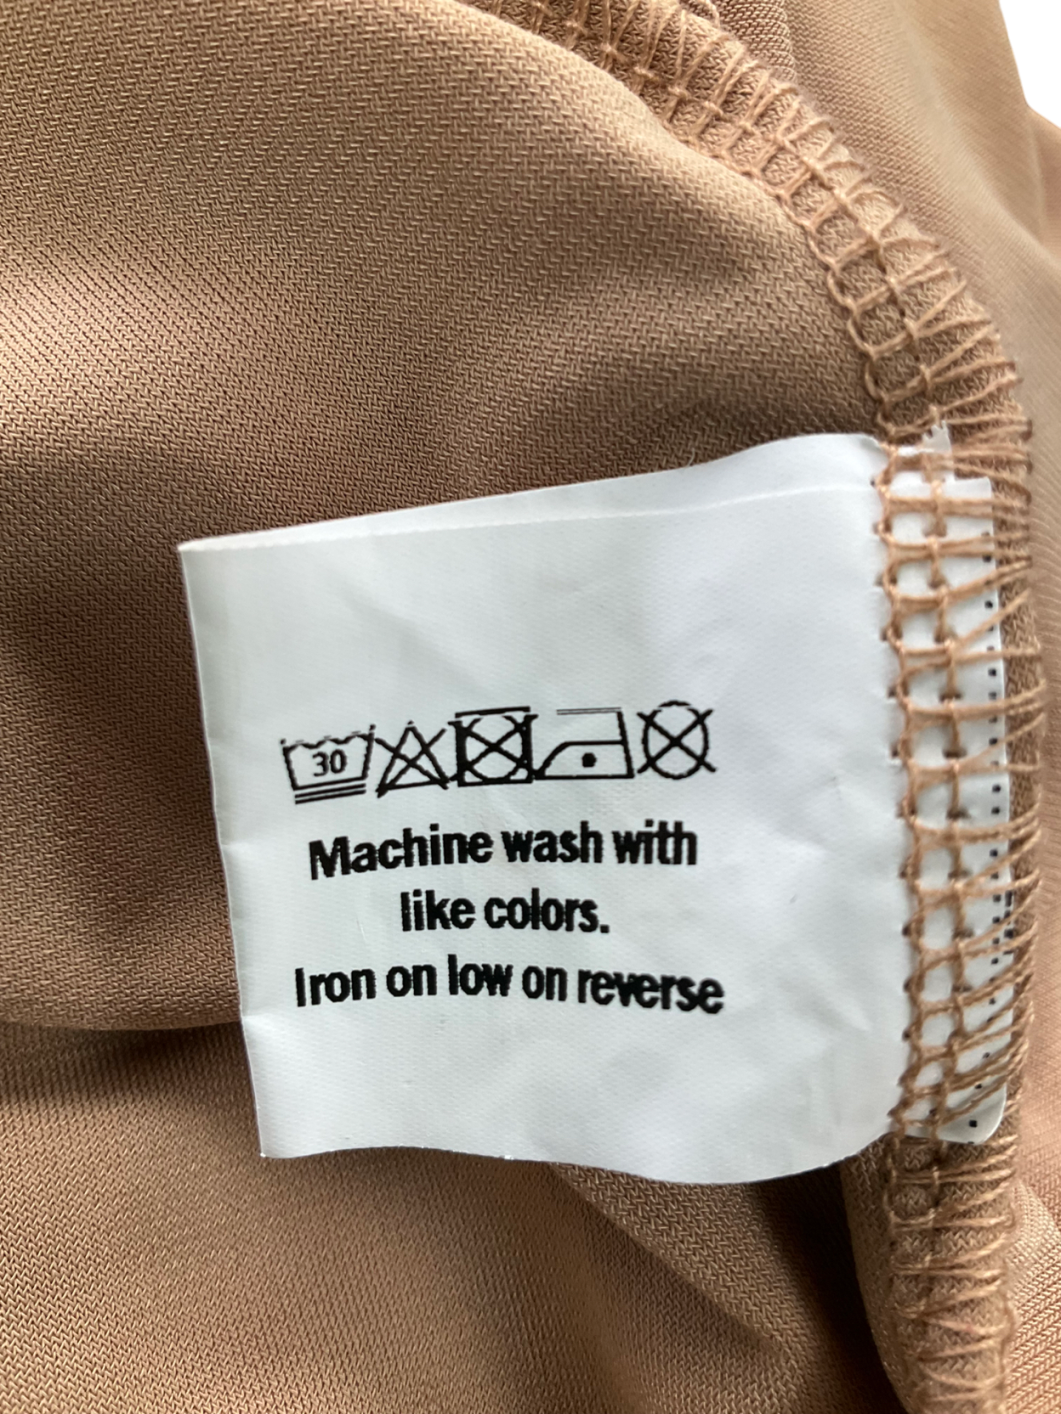 30
Machine wash with
like colors.
Iron on low on reverse